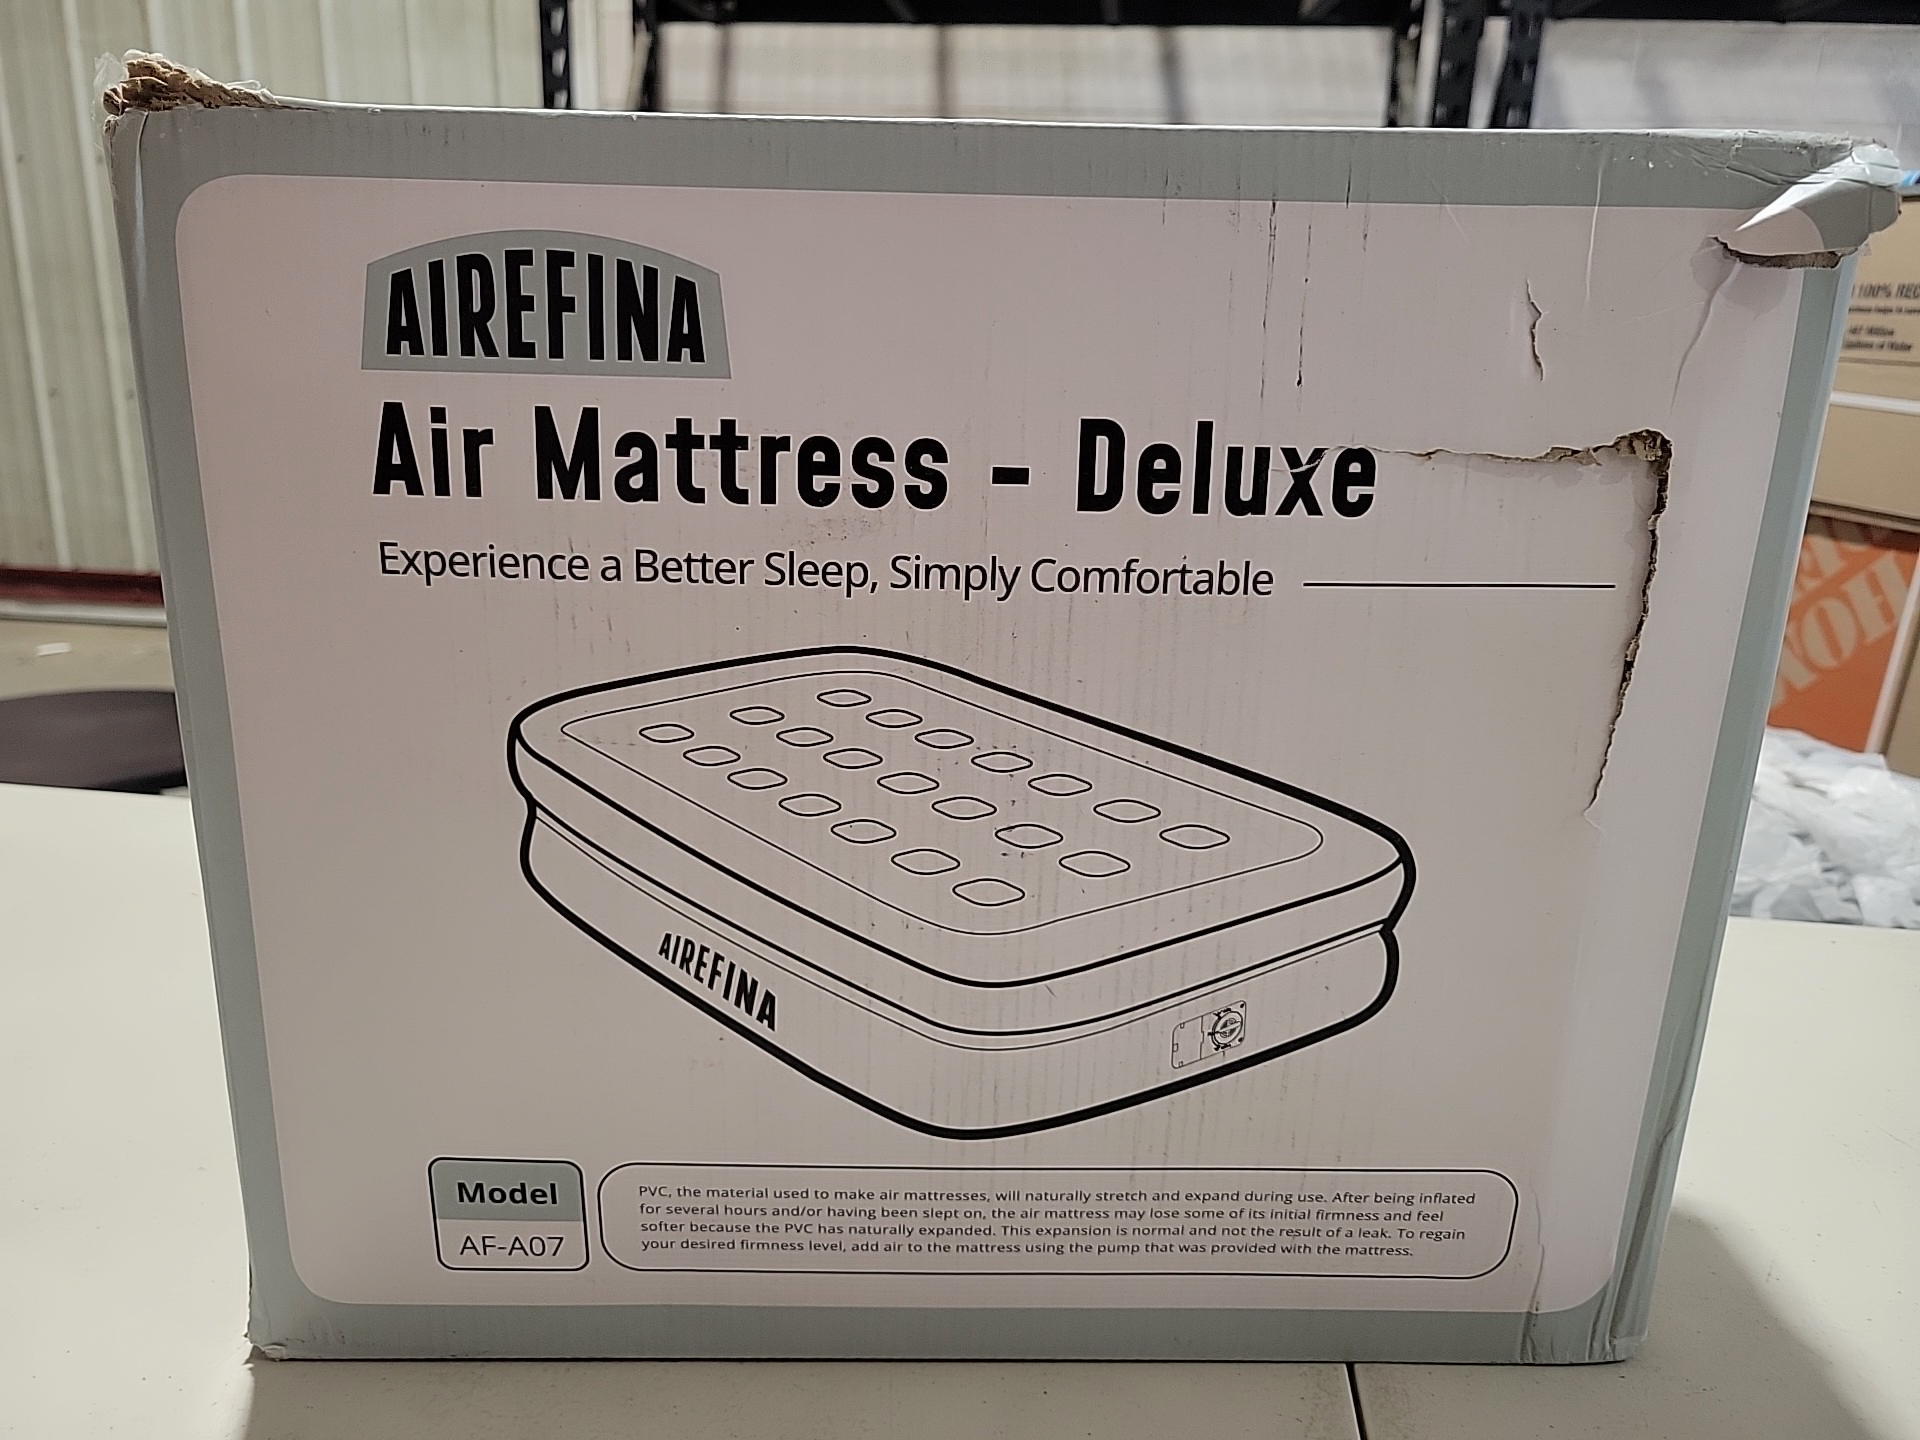 AIREFINA
Air Mattress - Deluxe
Experience a Better Sleep, Simply Comfortable
AIREFINA
Model
AF-A07
PVC, the material used to make air mattresses, will naturally stretch and expand during use. After being inflated
for several hours and/or having been slept on, the air mattress may lose some of its initial firmness and feel
softer because the PVC has naturally expanded. This expansion is normal and not the result of a leak. To regain
your desired firmness level, add air to the mattress using the pump that was provided with the mattress.
100% REC